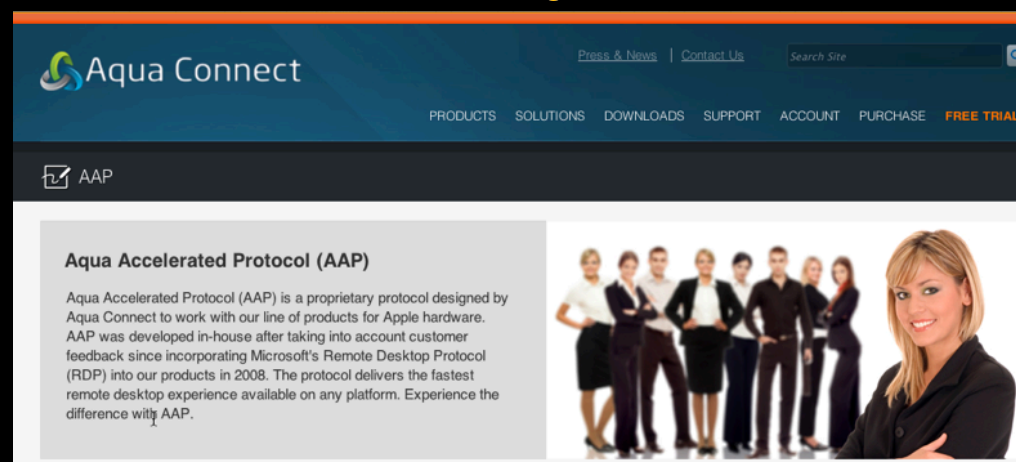 Aqua Connect
Press & News | Contact Us
Search Site
PRODUCTS SOLUTIONS DOWNLOADS SUPPORT ACCOUNT PURCHASE FREE TRIAL
AAP
Aqua Accelerated Protocol (AAP)
Aqua Accelerated Protocol (AAP) is a proprietary protocol designed by
Aqua Connect to work with our line of products for Apple hardware.
AAP was developed in-house after taking into account customer
feedback since incorporating Microsoft's Remote Desktop Protocol
(RDP) into our products in 2008. The protocol delivers the fastest
remote desktop experience available on any platform. Experience the
difference with AAP.